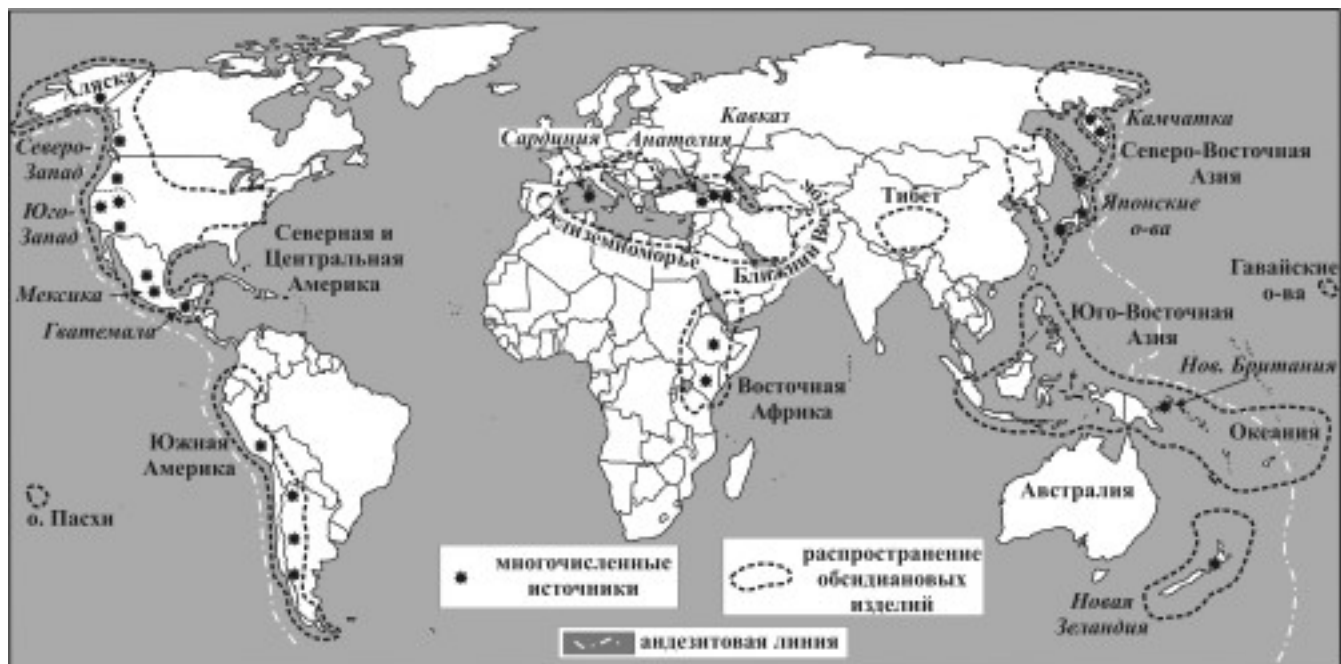 Аляска
Северо-
Запад
Юго-
Запад
Мексика
Гватемала
Северная и
Центральная
Америка
Южная
Америка
о. Пасхи
Сардиния
Анатолия
Кавказ
Средиземноморье
Ближний Восток
Восточная
Африка
Тибет
Камчатка
Северо-Восточная
Азия
Японские
о-ва
Гавайские
о-ва
Юго-Восточная
Азия
Нов. Британия
Океания
Австралия
Новая
Зеландия
многочисленные
источники
распространение
обсидиановых
изделий
андезитовая линия